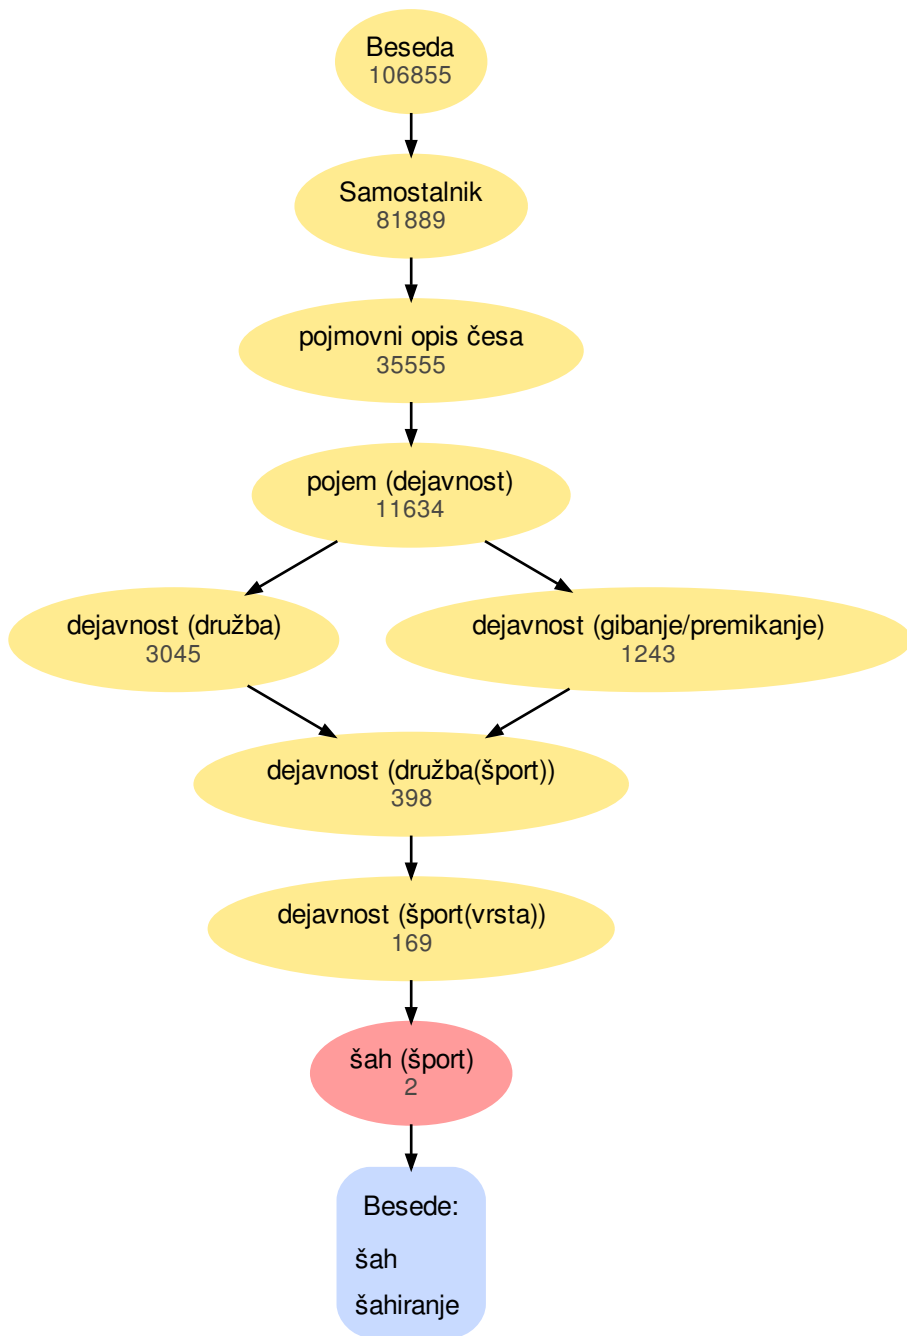 Beseda
106855
Samostalnik
81889
pojmovni opis česa
35555
pojem (dejavnost)
11634
dejavnost (družba)
3045
dejavnost (gibanje/premikanje)
1243
dejavnost (družba(šport))
398
dejavnost (šport(vrsta))
169
šah (šport)
2
Besede:
šah
šahiranje